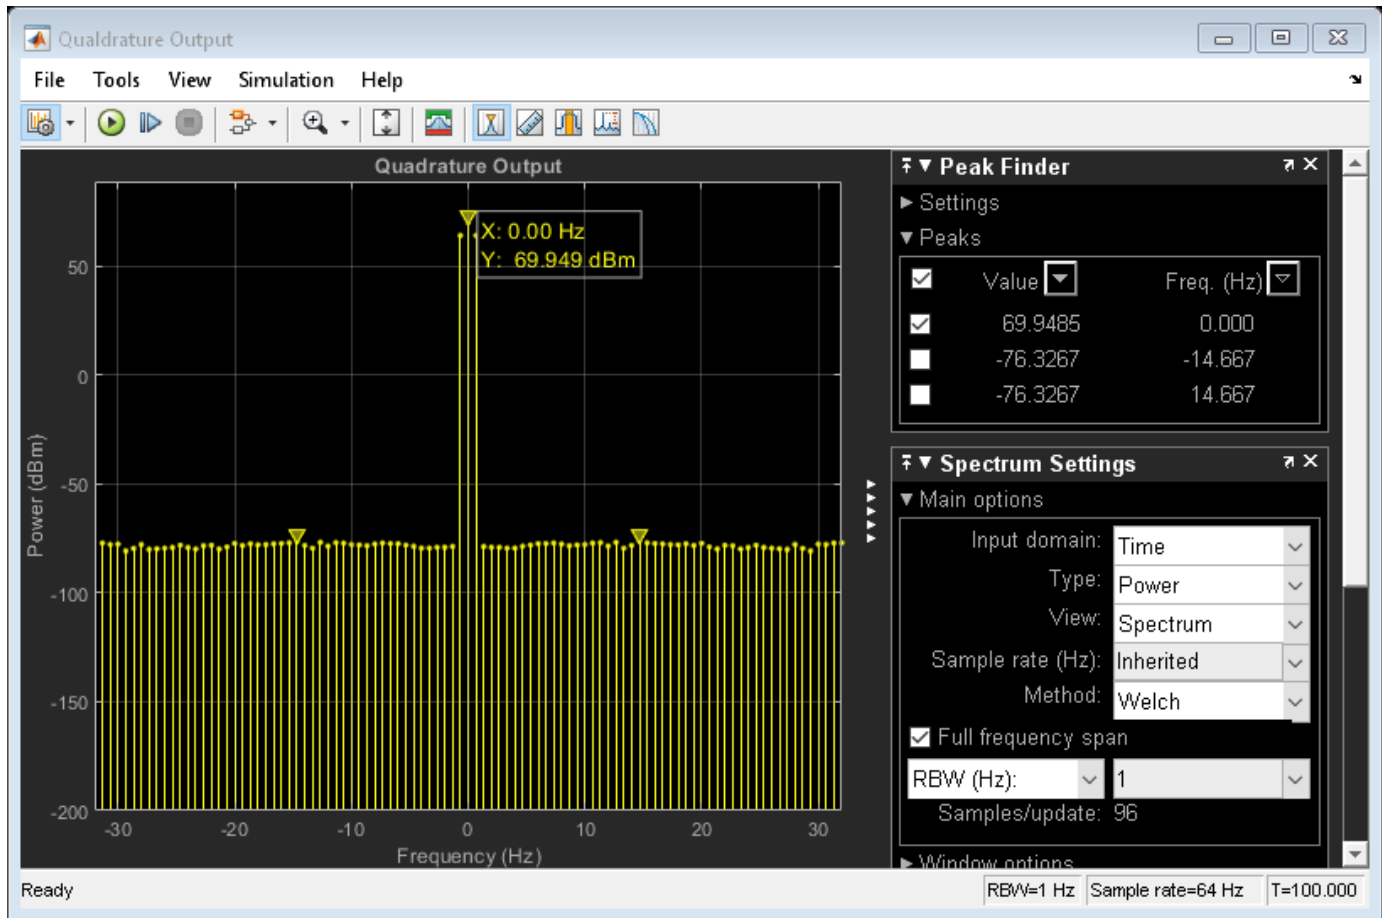 Qualdrature Output
File Tools View Simulation Help
Quadrature Output
X: 0.00 Hz
Y: 69.949 dBm
50
0
-50
-100
-150
-200
Power (dBm)
-30 -20 -10 0 10 20 30
Frequency (Hz)
Peak Finder
Settings
Peaks
Value Freq. (Hz)
69.9485 0.000
-76.3267 -14.667
-76.3267 14.667
Spectrum Settings
Main options
Input domain: Time
Type: Power
View: Spectrum
Sample rate (Hz): Inherited
Method: Welch
Full frequency span
RBW (Hz): 1
Samples/update: 96
Window options
Ready RBW=1 Hz Sample rate=64 Hz T=100.000